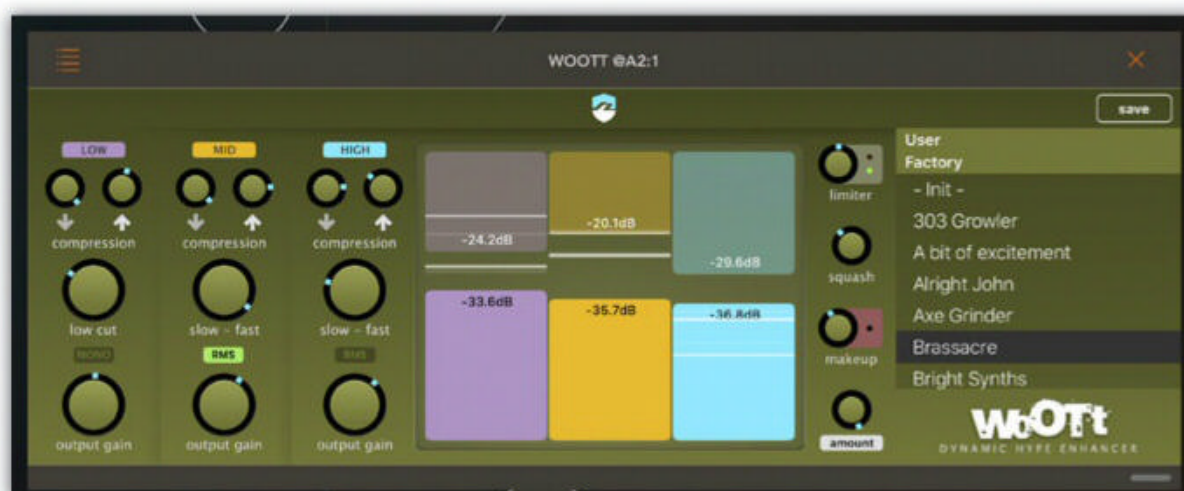 WOOTT @A2:1
save
LOW
MID
HIGH
compression
compression
compression
low cut
slow - fast
slow - fast
MONO
RMS
RMS
output gain
output gain
output gain
-24.2dB
-20.1dB
-29.6dB
-33.6dB
-35.7dB
-36.8dB
limiter
squash
makeup
amount
User
Factory
- Init -
303 Growler
A bit of excitement
Alright John
Axe Grinder
Brassacre
Bright Synths
WOOTT
DYNAMIC HYPE ENHANCER